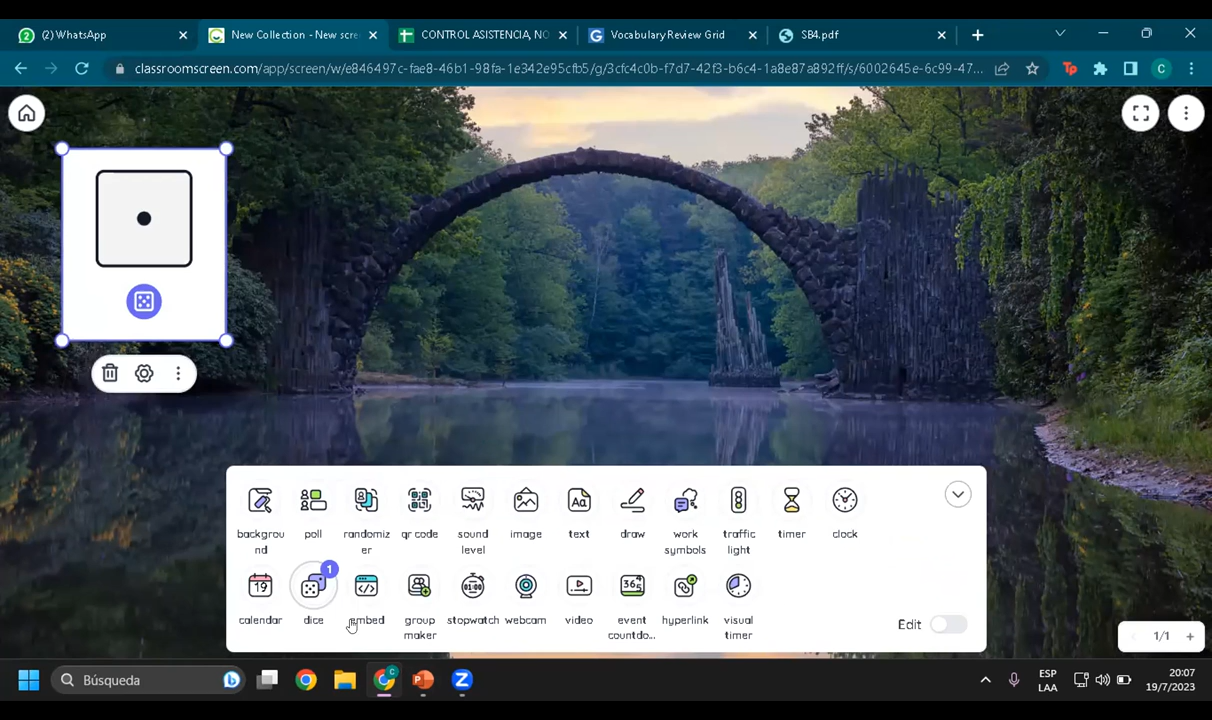 (2) WhatsApp
New Collection - New scre
CONTROL ASISTENCIA, NO
Vocabulary Review Grid
SB4.pdf
classroomscreen.com/app/screen/w/e846497c-fae8-46b1-98fa-1e342e95cfb5/g/3cfc4c0b-f7d7-42f3-b6c4-1a8e87a892ff/s/6002645e-6c99-47...
C
backgrou
nd
poll
randomiz
er
qr code
sound
level
image
text
draw
work
symbols
traffic
light
timer
clock
calendar
1
dice
embed
group
maker
stopwatch
webcam
video
event
countdo...
hyperlink
visual
timer
Edit
1/1
Búsqueda
ESP
LAA
20:07
19/7/2023